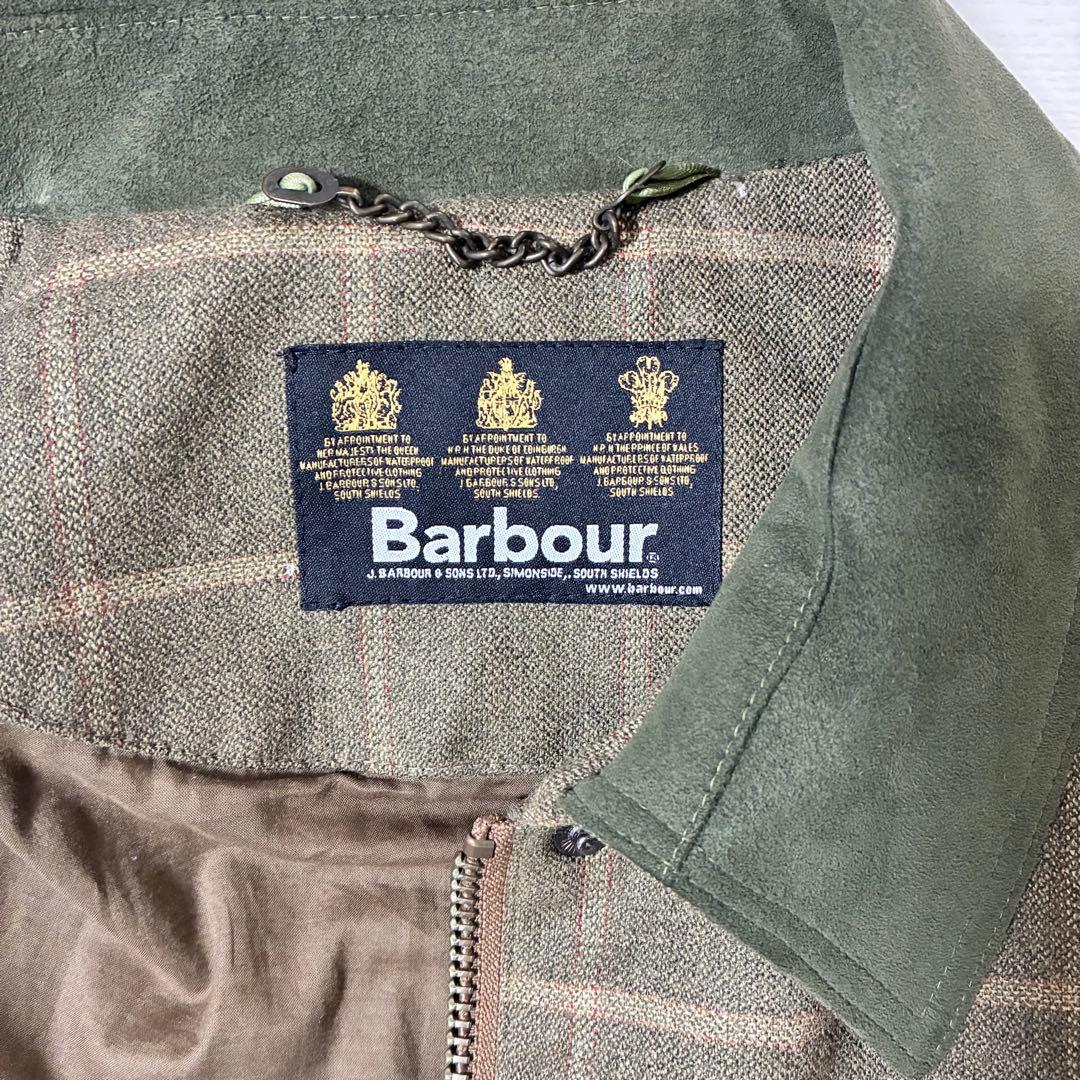 BY APPOINTMENT TO
HER MAJESTY THE QUEEN
MANUFACTURERS OF WATERPROOF
AND PROTECTIVE CLOTHING
J. BARBOUR & SONS LTD,
SOUTH SHIELDS
BY APPOINTMENT TO
H.R.H THE DUKE OF EDINBURGH
MANUFACTURERS OF WATERPROOF
AND PROTECTIVE CLOTHING
J. BARBOUR & SONS LTD,
SOUTH SHIELDS.
BY APPOINTMENT TO
H.R.H THE PRINCE OF WALES
MANUFACTURERS OF WATERPROOF
AND PROTECTIVE CLOTHING
J. BARBOUR & SONS LTD,
SOUTH SHIELDS
Barbour®
J. BARBOUR & SONS LTD., SIMONSIDE,. SOUTH SHIELDS
www.barbour.com